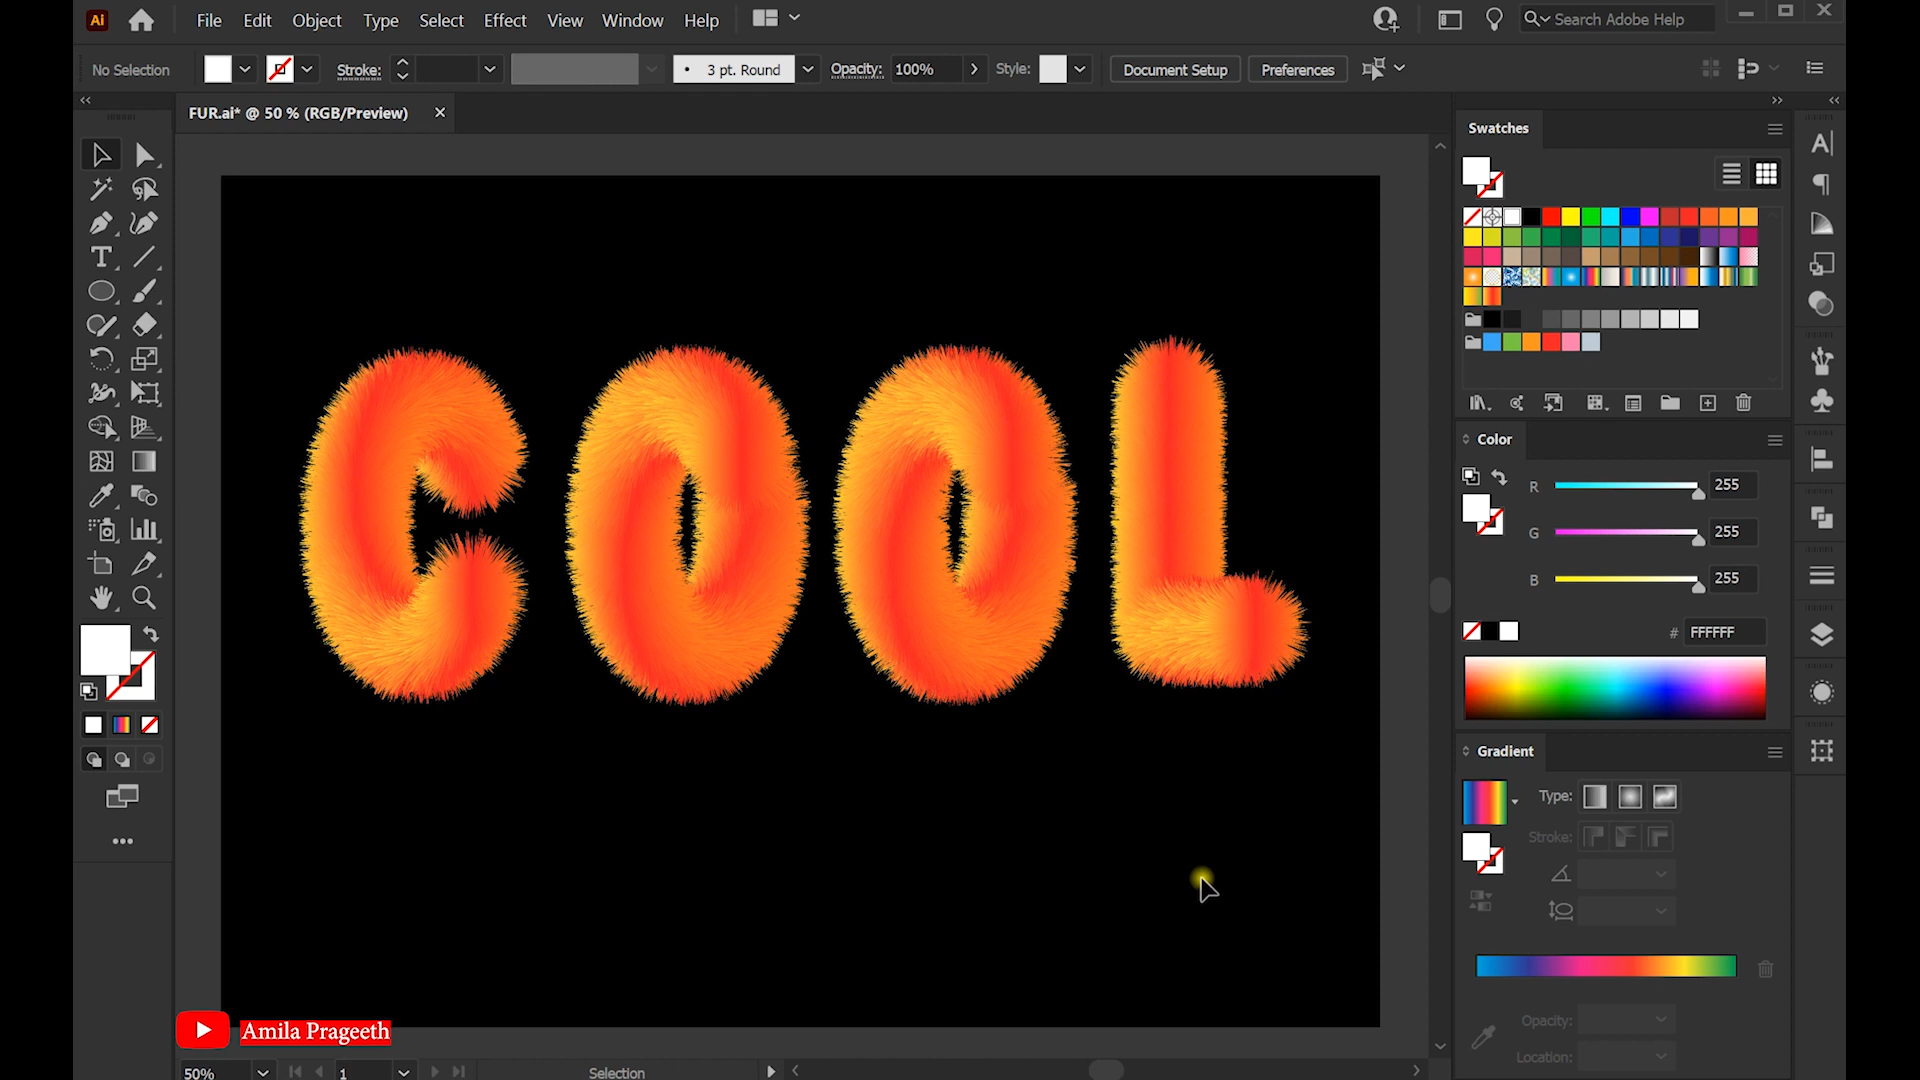 Ai File Edit Object Type Select Effect View Window Help Search Adobe Help
No Selection Stroke: 3 pt. Round Opacity: 100% Style: Document Setup Preferences
FUR.ai* @ 50 % (RGB/Preview)
COOL
Swatches
Color
R 255
G 255
B 255
# FFFFFF
Gradient
Type:
Stroke:
Opacity:
Location:
Amila Prageeth
50% 1 Selection